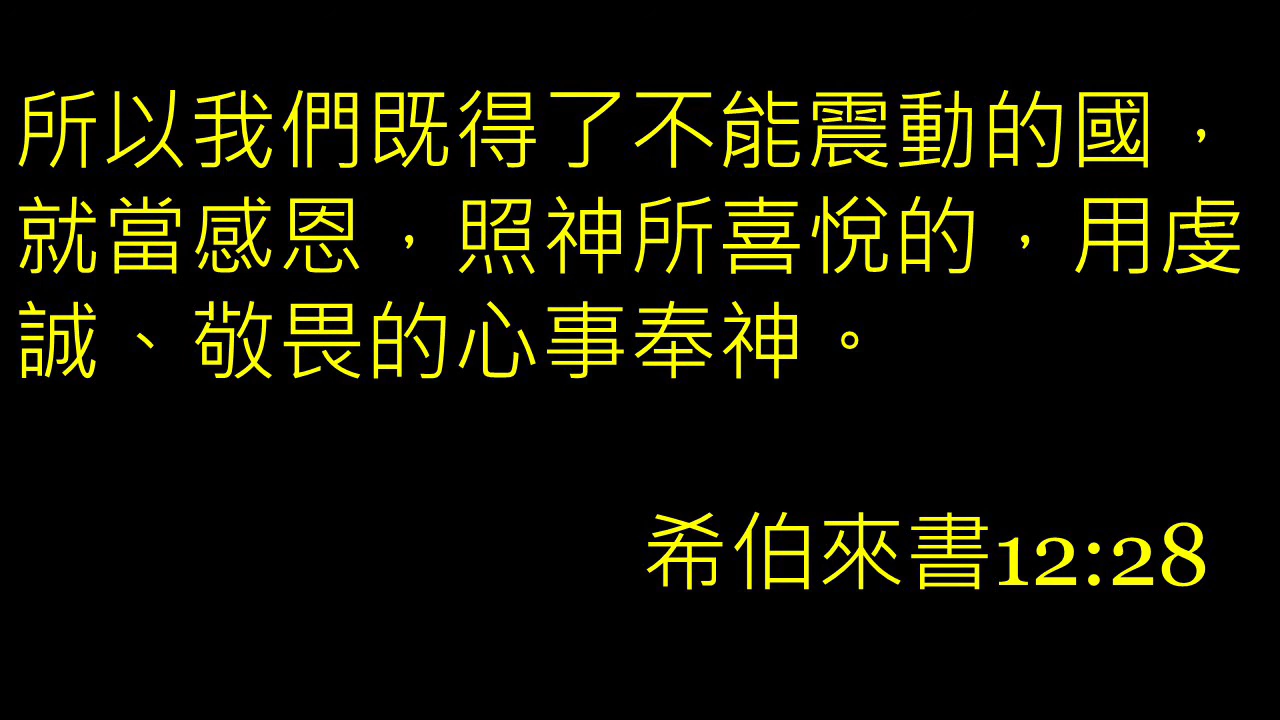 所以我們既得了不能震動的國，
就當感恩，照神所喜悅的，用虔
誠、敬畏的心事奉神。
希伯來書12:28